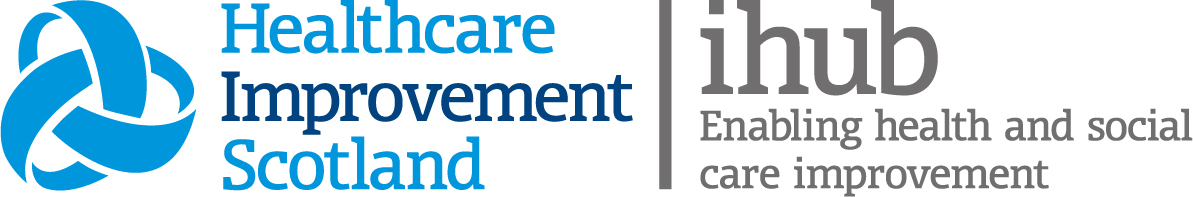 Healthcare
Improvement
Scotland
ihub
Enabling health and social
care improvement